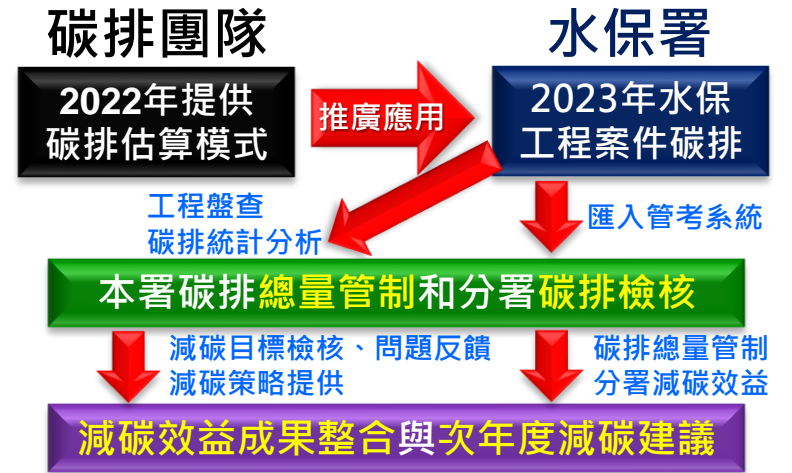 碳排團隊
水保署
2022年提供
碳排估算模式
推廣應用
2023年水保
工程案件碳排
工程盤查
碳排統計分析
匯入管考系統
本署碳排總量管制和分署碳排檢核
減碳目標檢核、問題反饋
減碳策略提供
碳排總量管制
分署減碳效益
減碳效益成果整合與次年度減碳建議